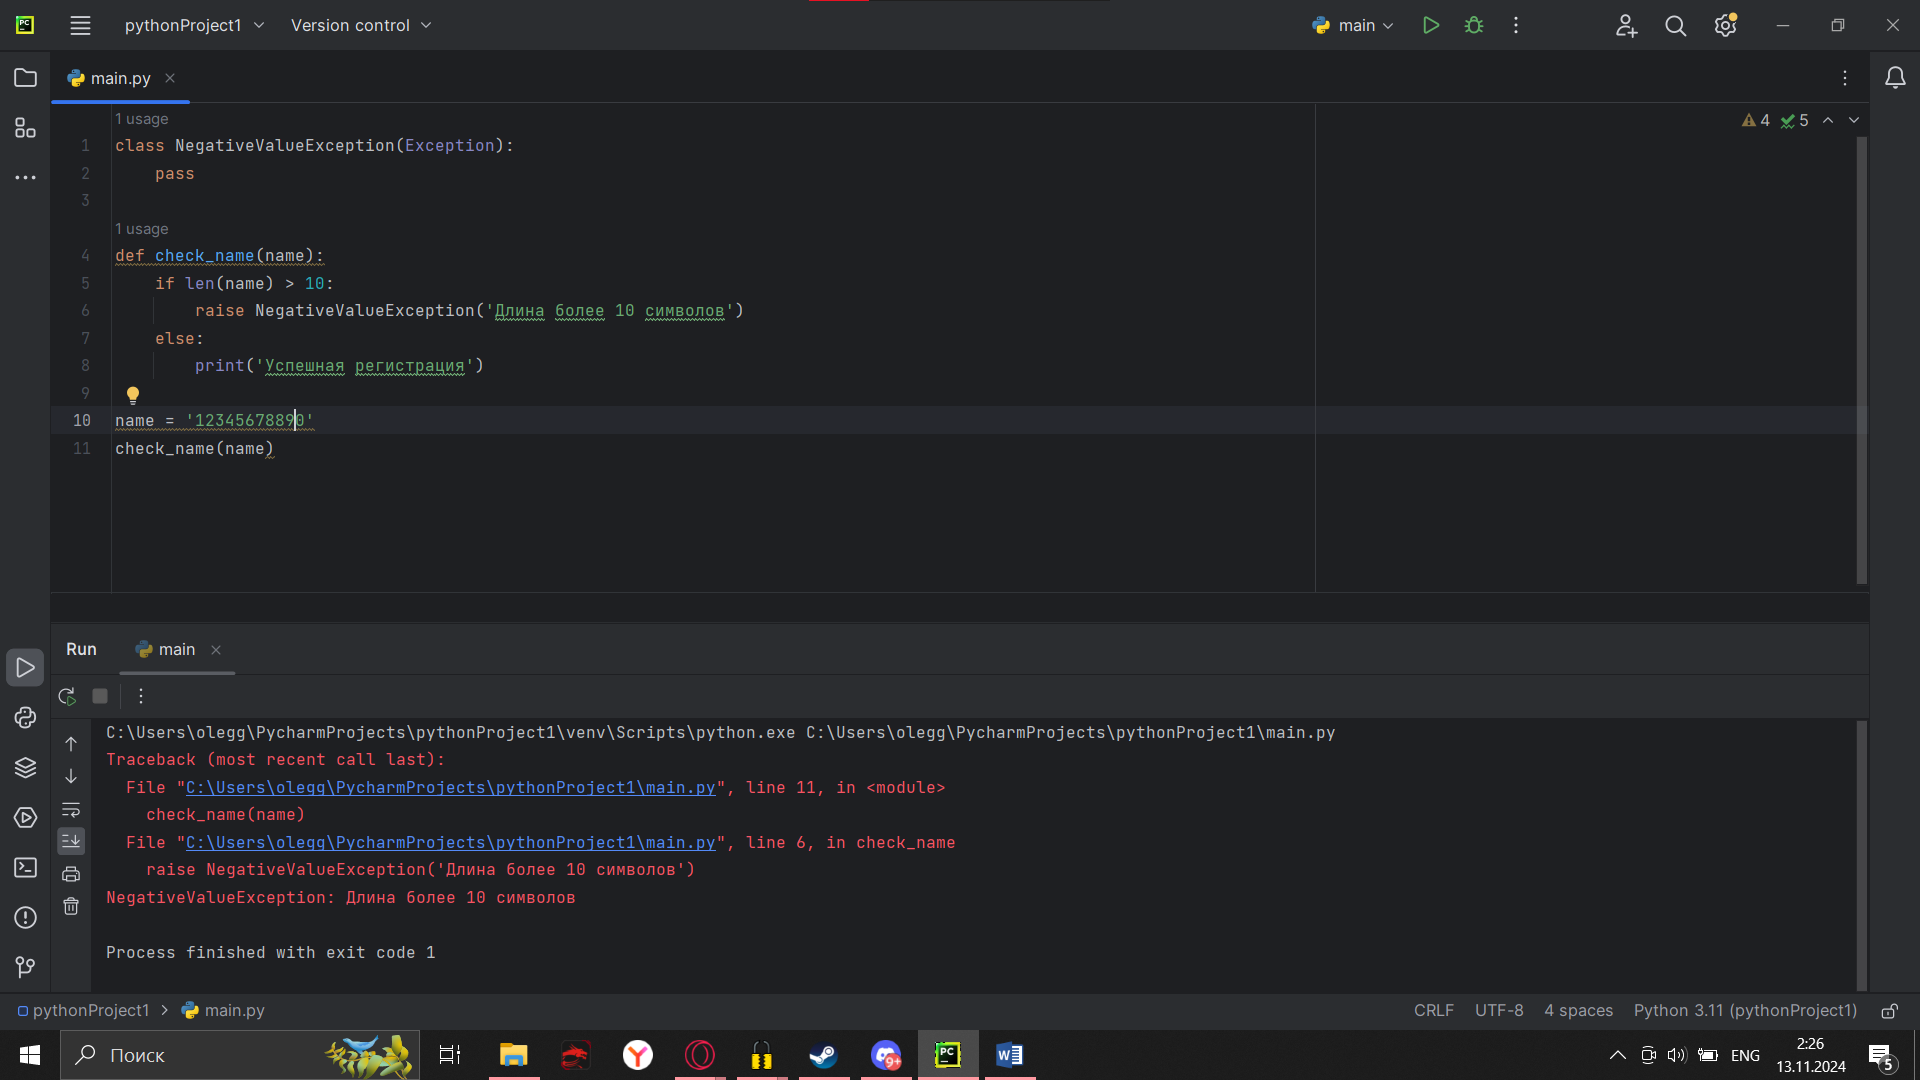 PC
pythonProject1
Version control
main
main.py
4 5
1 usage
1 class NegativeValueException(Exception):
2 pass
3
1 usage
4 def check_name(name):
5 if len(name) > 10:
6 raise NegativeValueException('Длина более 10 символов')
7 else:
8 print('Успешная регистрация')
9
10 name = '12345678890'
11 check_name(name)
Run
main
C:\Users\olegg\PycharmProjects\pythonProject1\venv\Scripts\python.exe C:\Users\olegg\PycharmProjects\pythonProject1\main.py
Traceback (most recent call last):
File "C:\Users\olegg\PycharmProjects\pythonProject1\main.py", line 11, in <module>
check_name(name)
File "C:\Users\olegg\PycharmProjects\pythonProject1\main.py", line 6, in check_name
raise NegativeValueException('Длина более 10 символов')
NegativeValueException: Длина более 10 символов
Process finished with exit code 1
pythonProject1
main.py
CRLF
UTF-8
4 spaces
Python 3.11 (pythonProject1)
Поиск
9+
PC
W
ENG
2:26
13.11.2024
5